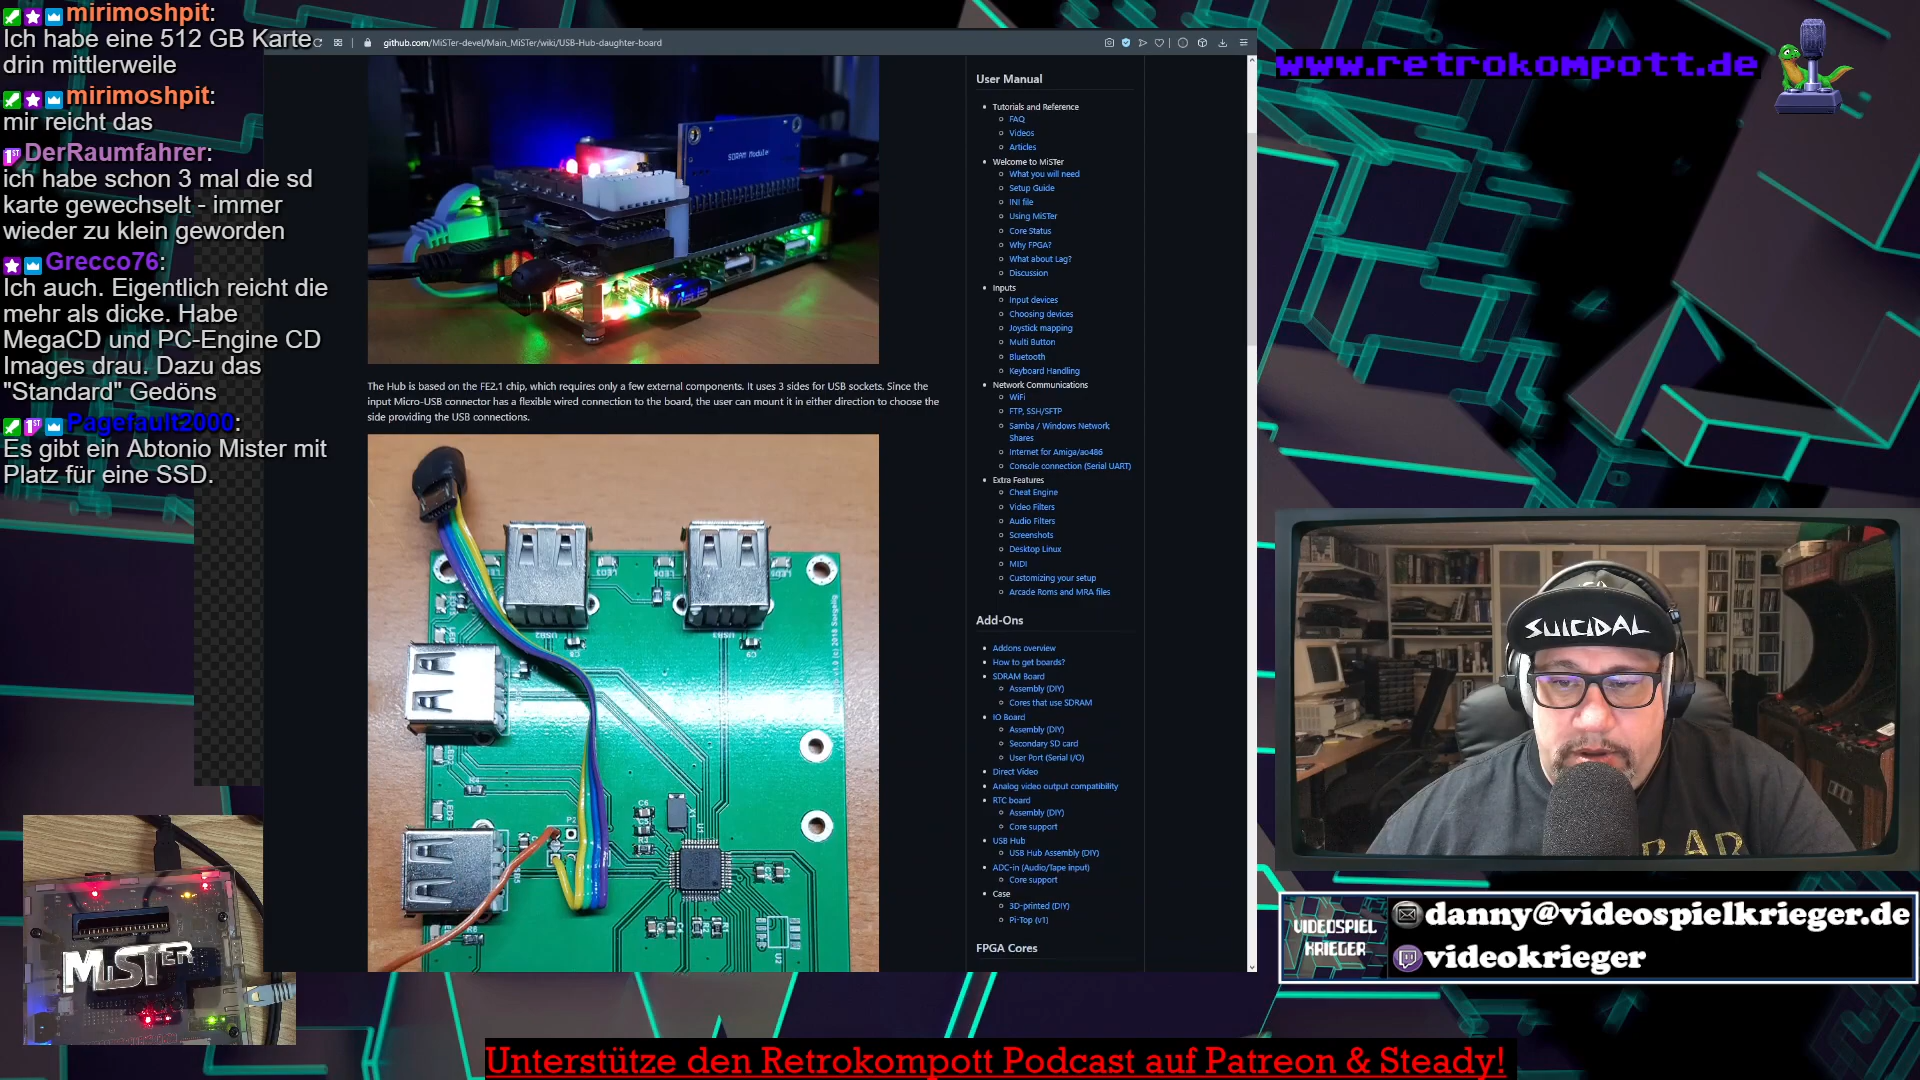 mirimoshpit:
Ich habe eine 512 GB Karte
drin mittlerweile
mirimoshpit:
mir reicht das
DerRaumfahrer:
ich habe schon 3 mal die sd
karte gewechselt - immer
wieder zu klein geworden
Grecco76:
Ich auch. Eigentlich reicht die
mehr als dicke. Habe
MegaCD und PC-Engine CD
Images drau. Dazu das
"Standard" Gedöns
Pagefault2000:
Es gibt ein Abtonio Mister mit
Platz für eine SSD.
MiSTer
github.com/MiSTer-devel/Main_MiSTer/wiki/USB-Hub-daughter-board
SDRAM Module
ASUS
The Hub is based on the FE2.1 chip, which requires only a few external components. It uses 3 sides for USB sockets. Since the
input Micro-USB connector has a flexible wired connection to the board, the user can mount it in either direction to choose the
side providing the USB connections.
User Manual
Tutorials and Reference
FAQ
Videos
Articles
Welcome to MiSTer
What you will need
Setup Guide
INI file
Using MiSTer
Core Status
Why FPGA?
What about Lag?
Discussion
Inputs
Input devices
Choosing devices
Joystick mapping
Multi Button
Bluetooth
Keyboard Handling
Network Communications
WiFi
FTP, SSH/SFTP
Samba / Windows Network
Shares
Internet for Amiga/ao486
Console connection (Serial UART)
Extra Features
Cheat Engine
Video Filters
Audio Filters
Screenshots
Desktop Linux
MIDI
Customizing your setup
Arcade Roms and MRA files
Add-Ons
Addons overview
How to get boards?
SDRAM Board
Assembly (DIY)
Cores that use SDRAM
IO Board
Assembly (DIY)
Secondary SD card
User Port (Serial I/O)
Direct Video
Analog video output compatibility
RTC board
Assembly (DIY)
Core support
USB Hub
USB Hub Assembly (DIY)
ADC-in (Audio/Tape input)
Core support
Case
3D-printed (DIY)
Pi-Top (v1)
FPGA Cores
www.retrokompott.de
SUICIDAL
VIDEOSPIEL
KRIEGER
danny@videospielkrieger.de
videokrieger
Unterstütze den Retrokompott Podcast auf Patreon & Steady!